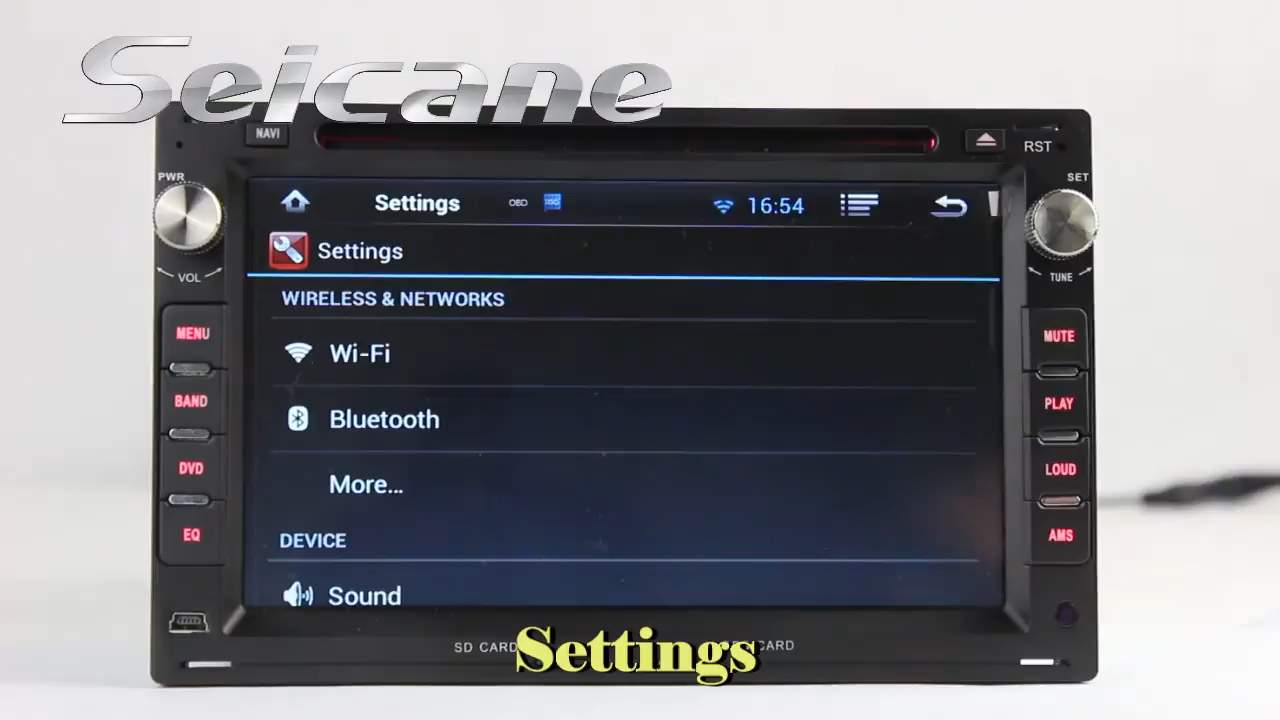 Seicane
NAVI
RST
PWR
SET
Settings OBD 16:54
Settings
VOL
TUNE
WIRELESS & NETWORKS
MENU
MUTE
Wi-Fi
BAND
PLAY
Bluetooth
DVD
LOUD
More...
EQ
AMS
DEVICE
Sound
SD CARD
CARD
Settings